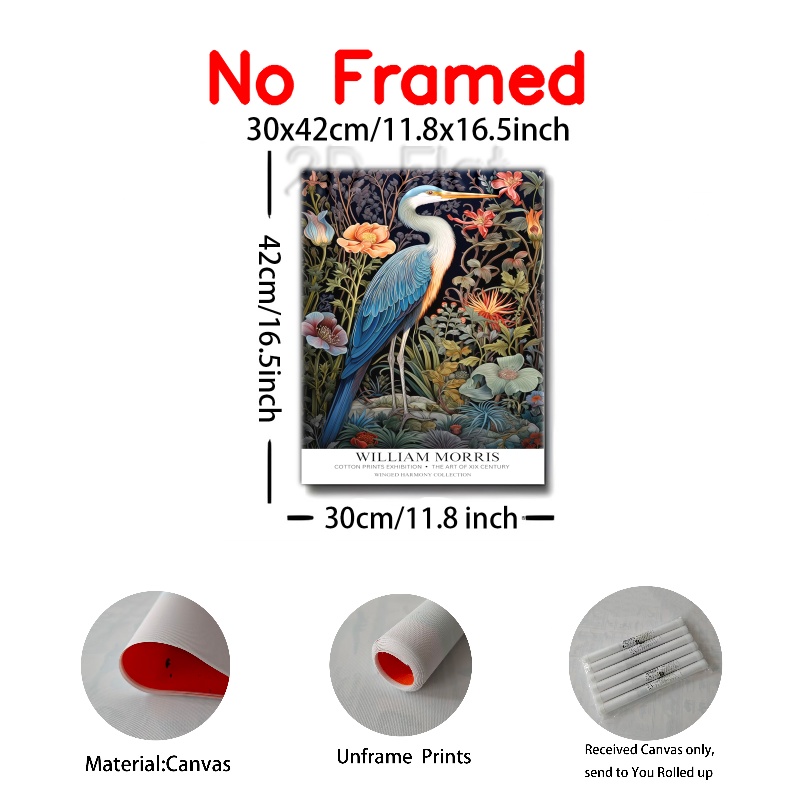 No Framed
30x42cm/11.8x16.5inch
2D Flat
42cm/16.5inch
WILLIAM MORRIS
COTTON PRINTS EXHIBITION • THE ART OF XIX CENTURY
WINGED HARMONY COLLECTION
30cm/11.8 inch
Material:Canvas
Unframe Prints
Received Canvas only,
send to You Rolled up